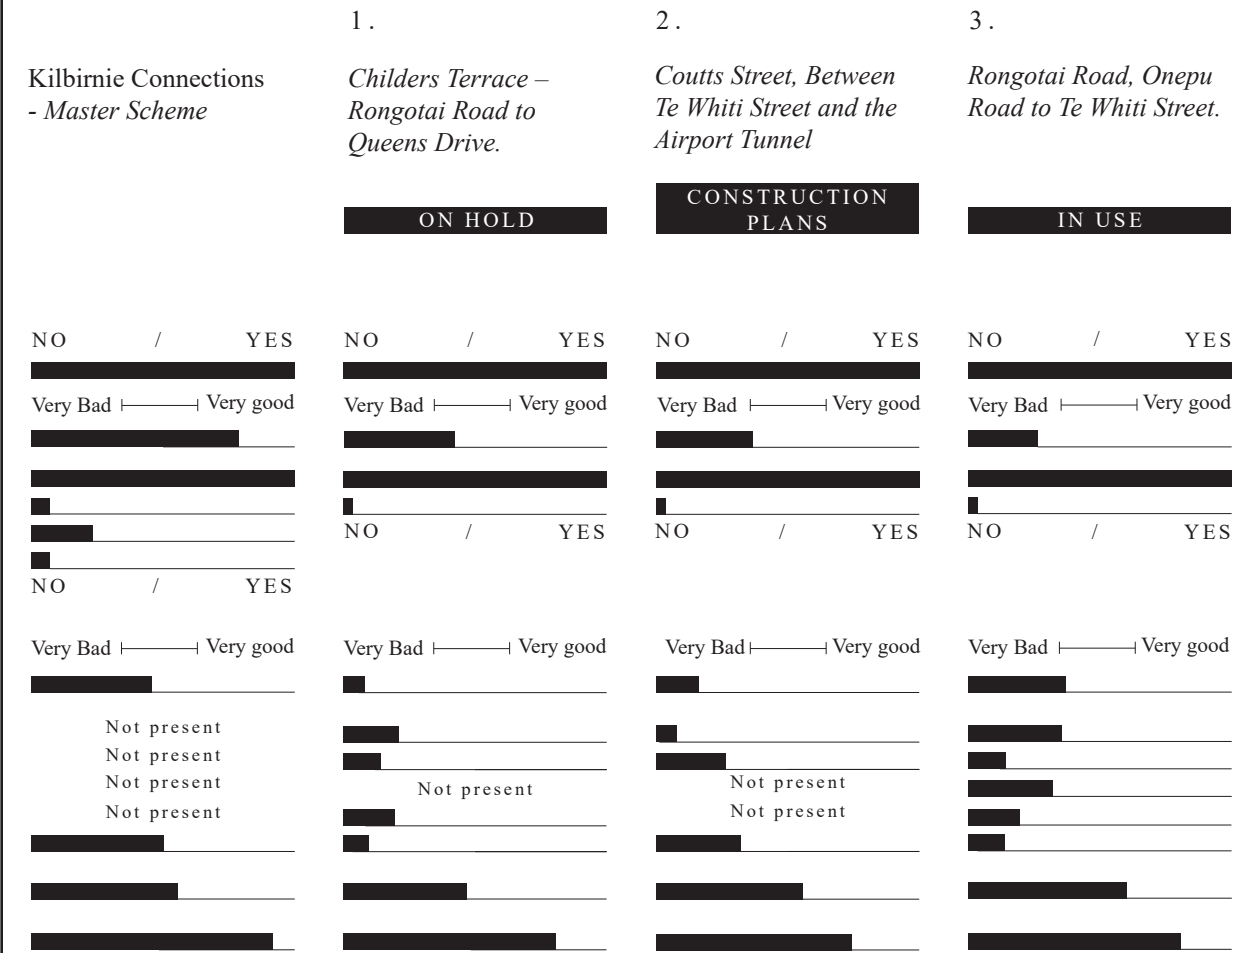 1.
2.
3.
Kilbirnie Connections
- Master Scheme
Childers Terrace –
Rongotai Road to
Queens Drive.
Coutts Street, Between
Te Whiti Street and the
Airport Tunnel
Rongotai Road, Onepu
Road to Te Whiti Street.
ON HOLD
CONSTRUCTION
PLANS
IN USE
NO / YES
NO / YES
NO / YES
NO / YES
Very Bad Very good
Very Bad Very good
Very Bad Very good
Very Bad Very good
NO / YES
NO / YES
NO / YES
NO / YES
Very Bad Very good
Very Bad Very good
Very Bad Very good
Very Bad Very good
Not present
Not present
Not present
Not present
Not present
Not present
Not present